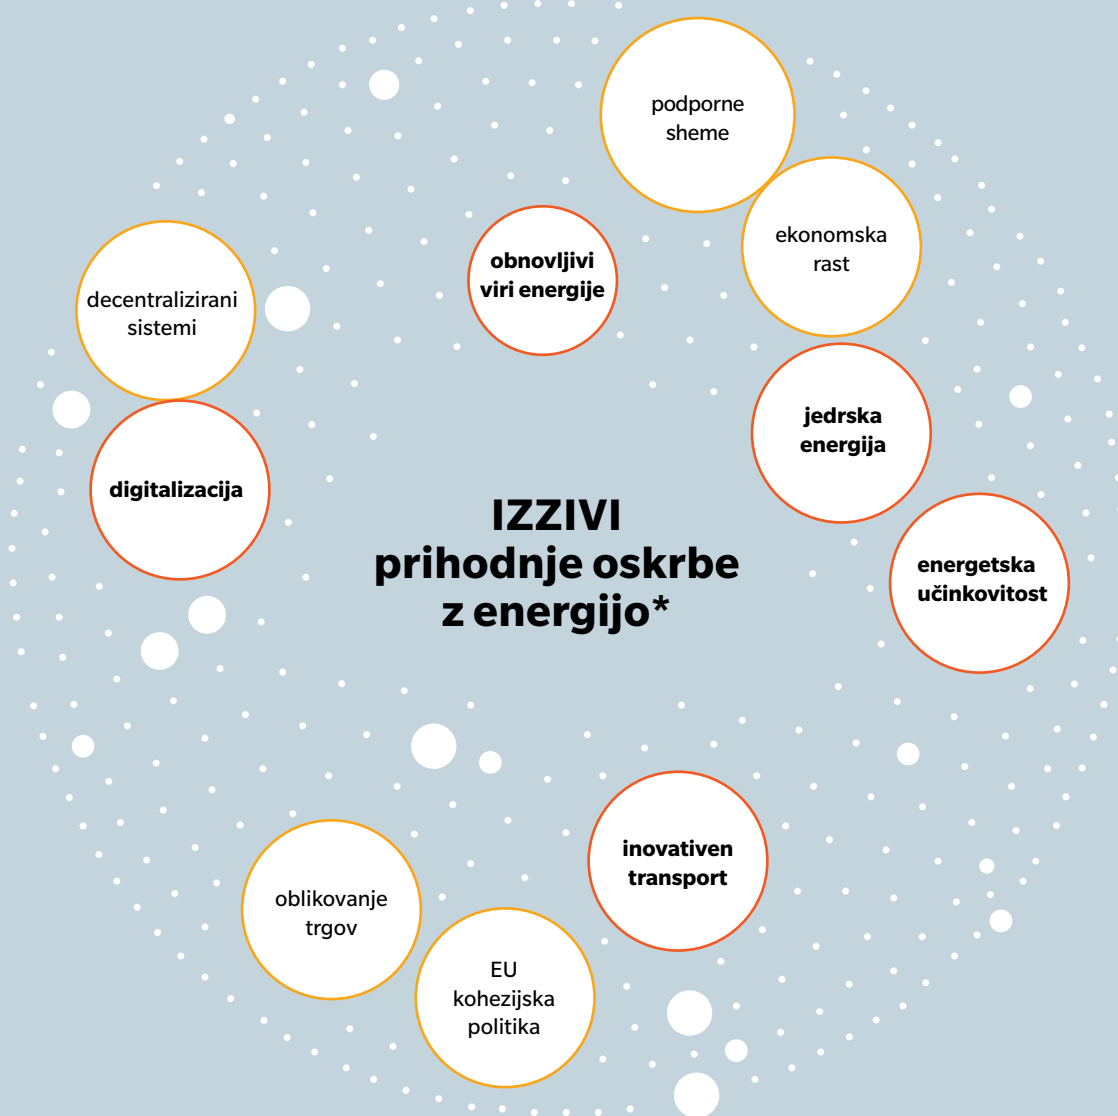 podporne
sheme
ekonomska
rast
obnovljivi
viri energije
decentralizirani
sistemi
jedrska
energija
digitalizacija
IZZIVI
prihodnje oskrbe
z energijo*
energetska
učinkovitost
inovativen
transport
oblikovanje
trgov
EU
kohezijska
politika